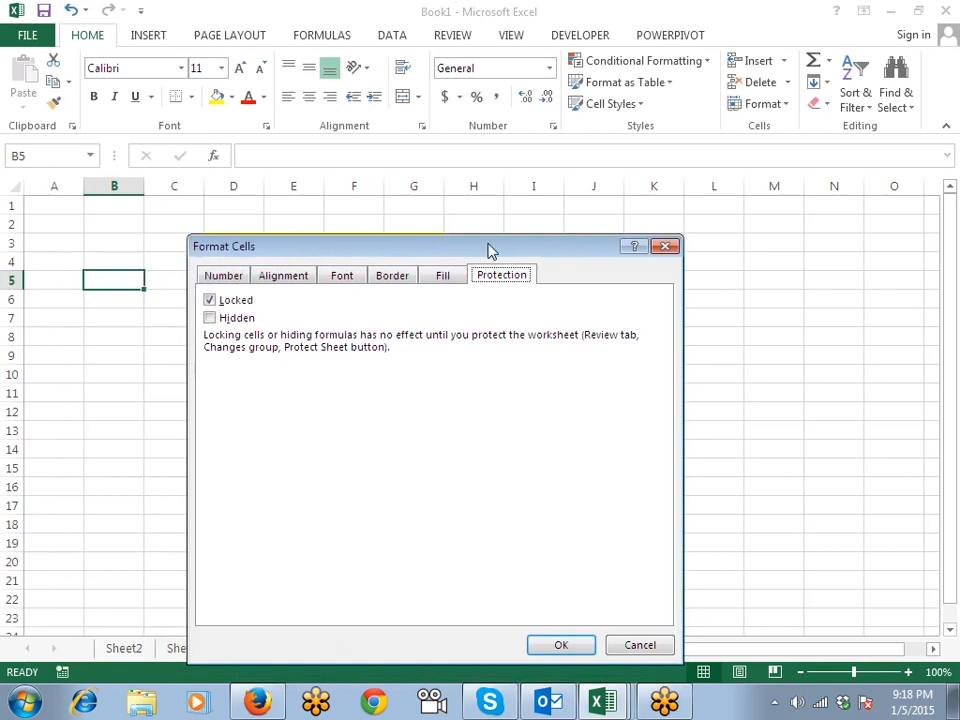 Book1 - Microsoft Excel
FILE HOME INSERT PAGE LAYOUT FORMULAS DATA REVIEW VIEW DEVELOPER POWERPIVOT Sign in
Calibri 11 General Conditional Formatting Insert
Paste Format as Table Delete Sort & Find &
B I U A $ % , Cell Styles Format Filter Select
Clipboard Font Alignment Number Styles Cells Editing
B5 fx
A B C D E F G H I J K L M N O
1
2
3
Format Cells
4
Number Alignment Font Border Fill Protection
5
6
Locked
7
Hidden
8
Locking cells or hiding formulas has no effect until you protect the worksheet (Review tab,
Changes group, Protect Sheet button).
9
10
11
12
13
14
15
16
17
18
19
20
21
22
23
OK Cancel
Sheet2 She
READY 100%
9:18 PM
1/5/2015